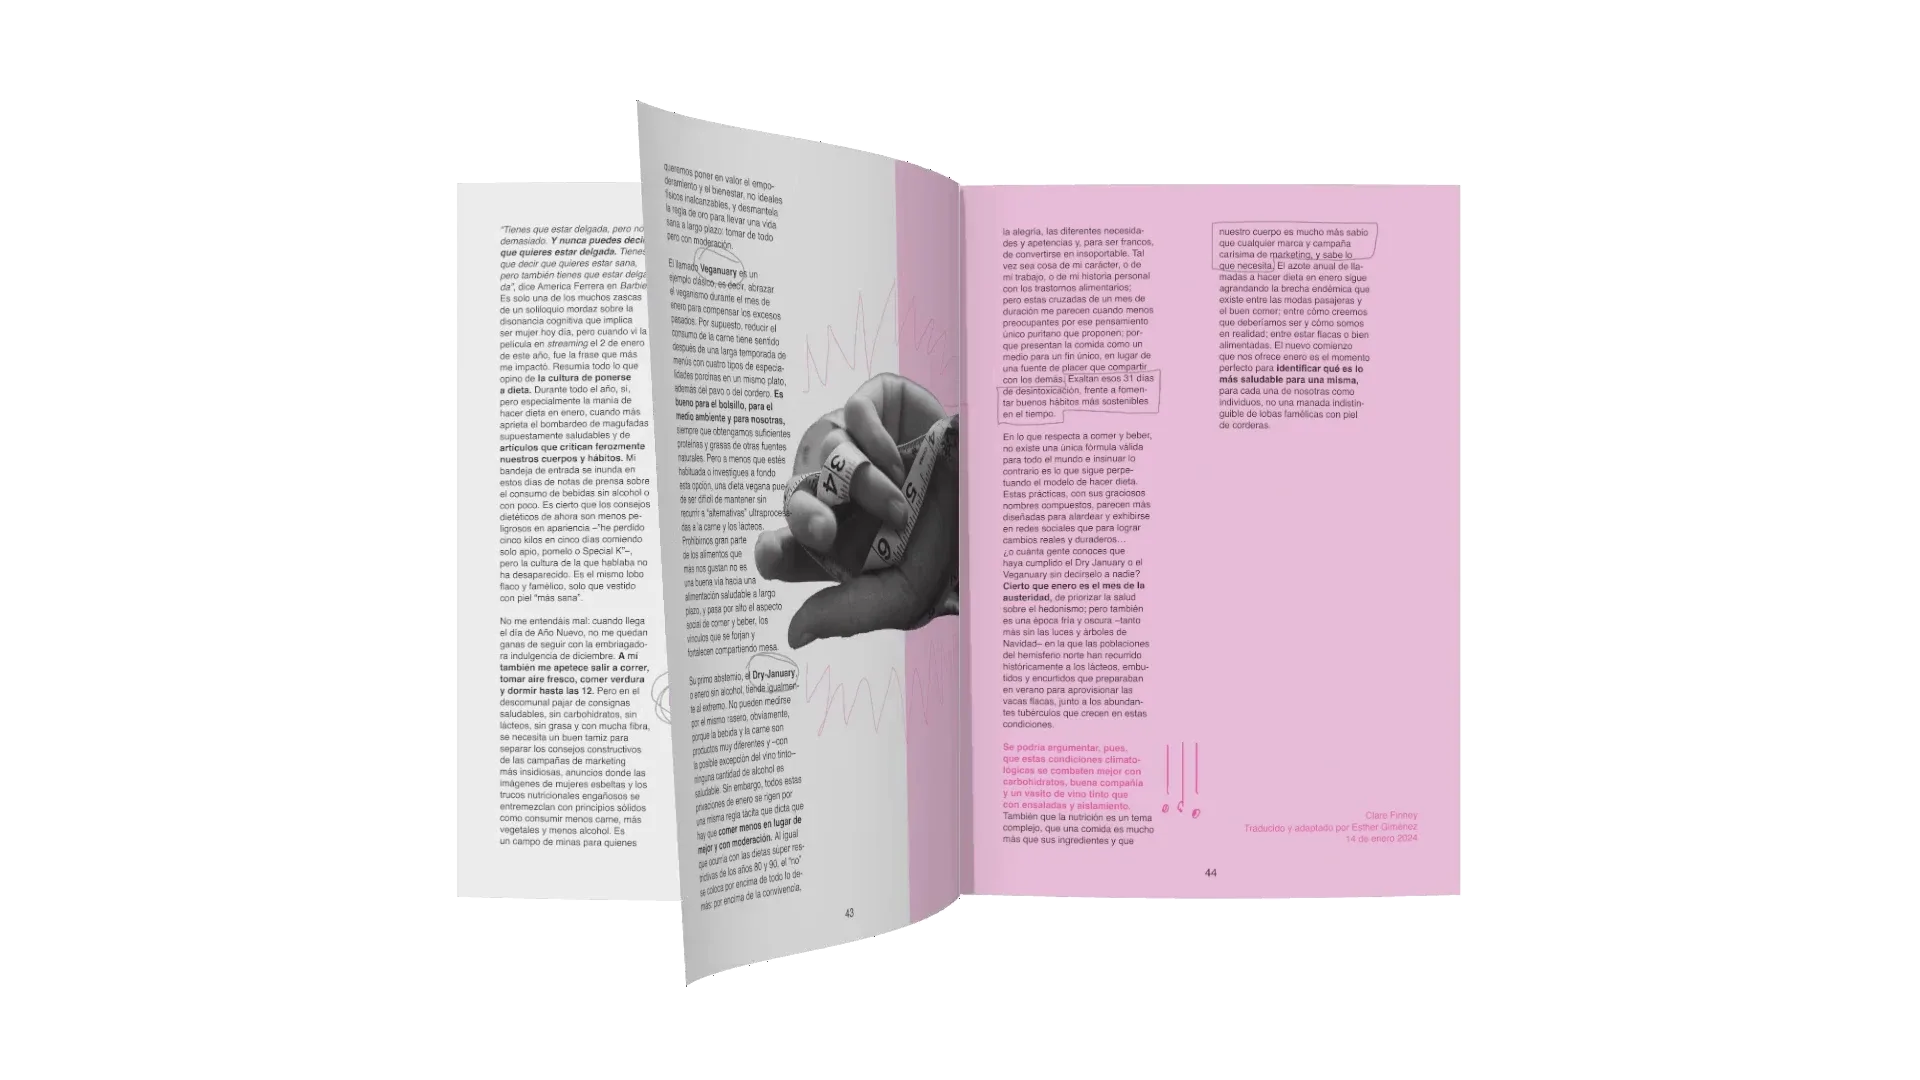 "Tienes que estar delgada, pero no
demasiado. Y nunca puedes decir
que quieres estar delgada. Tienes
que decir que quieres estar sana,
pero también tienes que estar delga
da", dice America Ferrera en Barbie
Es solo una de los muchos zascas
de un soliloquio mordaz sobre la
disonancia cognitiva que implica
ser mujer hoy día, pero cuando vi la
película en streaming el 2 de enero
de este año, fue la frase que más
me impactó. Resumía todo lo que
opino de la cultura de ponerse
a dieta. Durante todo el año, sí,
pero especialmente la manía de
hacer dieta en enero, cuando más
aprieta el bombardeo de magufadas
supuestamente saludables y de
artículos que critican ferozmente
nuestros cuerpos y hábitos. Mi
bandeja de entrada se inunda en
estos días de notas de prensa sobre
el consumo de bebidas sin alcohol o
con poco. Es cierto que los consejos
dietéticos de ahora son menos pe-
ligrosos en apariencia –"he perdido
cinco kilos en cinco días comiendo
solo apio, pomelo o Special K"–,
pero la cultura de la que hablaba no
ha desaparecido. Es el mismo lobo
flaco y famélico, solo que vestido
con piel "más sana".
No me entendáis mal: cuando llega
el día de Año Nuevo, no me quedan
ganas de seguir con la embriagado-
ra indulgencia de diciembre. A mí
también me apetece salir a correr,
tomar aire fresco, comer verdura
y dormir hasta las 12. Pero en el
descomunal pajar de consignas
saludables, sin carbohidratos, sin
lácteos, sin grasa y con mucha fibra,
se necesita un buen tamiz para
separar los consejos constructivos
de las campañas de marketing
más insidiosas, anuncios donde las
imágenes de mujeres esbeltas y los
trucos nutricionales engañosos se
entremezclan con principios sólidos
como consumir menos carne, más
vegetales y menos alcohol. Es
un campo de minas para quienes
queremos poner en valor el empo-
deramiento y el bienestar, no ideales
físicos inalcanzables, y desmantela
la regla de oro para llevar una vida
sana a largo plazo: tomar de todo
pero con moderación.
El llamado Veganuary es un
ejemplo clásico, es decir, abrazar
el veganismo durante el mes de
enero para compensar los excesos
pasados. Por supuesto, reducir el
consumo de la carne tiene sentido
después de una larga temporada de
menús con cuatro tipos de especia-
lidades porcinas en un mismo plato,
además del pavo o del cordero. Es
bueno para el bolsillo, para el
medio ambiente y para nosotras,
siempre que obtengamos suficientes
proteínas y grasas de otras fuentes
naturales. Pero a menos que estés
habituada o investigues a fondo
esta opción, una dieta vegana pue-
de ser difícil de mantener sin
recurrir a "alternativas" ultraprocesa-
das a la carne y los lácteos.
Prohibirnos gran parte
de los alimentos que
más nos gustan no es
una buena vía hacia una
alimentación saludable a largo
plazo, y pasa por alto el aspecto
social de comer y beber, los
vínculos que se forjan y
fortalecen compartiendo mesa.
Su primo abstemio, el Dry-January,
o enero sin alcohol, tiende igualmen-
te al extremo. No pueden medirse
por el mismo rasero, obviamente,
porque la bebida y la carne son
productos muy diferentes y –con
la posible excepción del vino tinto–
ninguna cantidad de alcohol es
saludable. Sin embargo, todos estas
privaciones de enero se rigen por
una misma regla tácita que dicta que
hay que comer menos en lugar de
mejor y con moderación. Al igual
que ocurría con las dietas super res-
trictivas de los años 80 y 90, el "no"
se coloca por encima de todo lo de-
más: por encima de la convivencia,
43
3
4
5
6
la alegría, las diferentes necesida-
des y apetencias y, para ser francos,
de convertirse en insoportable. Tal
vez sea cosa de mi carácter, o de
mi trabajo, o de mi historia personal
con los trastornos alimentarios;
pero estas cruzadas de un mes de
duración me parecen cuando menos
preocupantes por ese pensamiento
único puritano que proponen; por-
que presentan la comida como un
medio para un fin único, en lugar de
una fuente de placer que compartir
con los demás. Exaltan esos 31 días
de desintoxicación, frente a fomen-
tar buenos hábitos más sostenibles
en el tiempo.
En lo que respecta a comer y beber,
no existe una única fórmula válida
para todo el mundo e insinuar lo
contrario es lo que sigue perpe-
tuando el modelo de hacer dieta.
Estas prácticas, con sus graciosos
nombres compuestos, parecen más
diseñadas para alardear y exhibirse
en redes sociales que para lograr
cambios reales y duraderos…
¿o cuánta gente conoces que
haya cumplido el Dry January o el
Veganuary sin decírselo a nadie?
Cierto que enero es el mes de la
austeridad, de priorizar la salud
sobre el hedonismo; pero también
es una época fría y oscura –tanto
más sin las luces y árboles de
Navidad– en la que las poblaciones
del hemisferio norte han recurrido
históricamente a los lácteos, embu-
tidos y encurtidos que preparaban
en verano para aprovisionar las
vacas flacas, junto a los abundan-
tes tubérculos que crecen en estas
condiciones.
Se podría argumentar, pues,
que estas condiciones climato-
lógicas se combaten mejor con
carbohidratos, buena compañía
y un vasito de vino tinto que
con ensaladas y aislamiento.
También que la nutrición es un tema
complejo, que una comida es mucho
más que sus ingredientes y que
nuestro cuerpo es mucho más sabio
que cualquier marca y campaña
carísima de marketing, y sabe lo
que necesita. El azote anual de lla-
madas a hacer dieta en enero sigue
agrandando la brecha endémica que
existe entre las modas pasajeras y
el buen comer; entre cómo creemos
que deberíamos ser y cómo somos
en realidad; entre estar flacas o bien
alimentadas. El nuevo comienzo
que nos ofrece enero es el momento
perfecto para identificar qué es lo
más saludable para una misma,
para cada una de nosotras como
individuos, no una manada indistin-
guible de lobas famélicas con piel
de corderas.
Clare Finney
Traducido y adaptado por Esther Giménez
14 de enero 2024
44